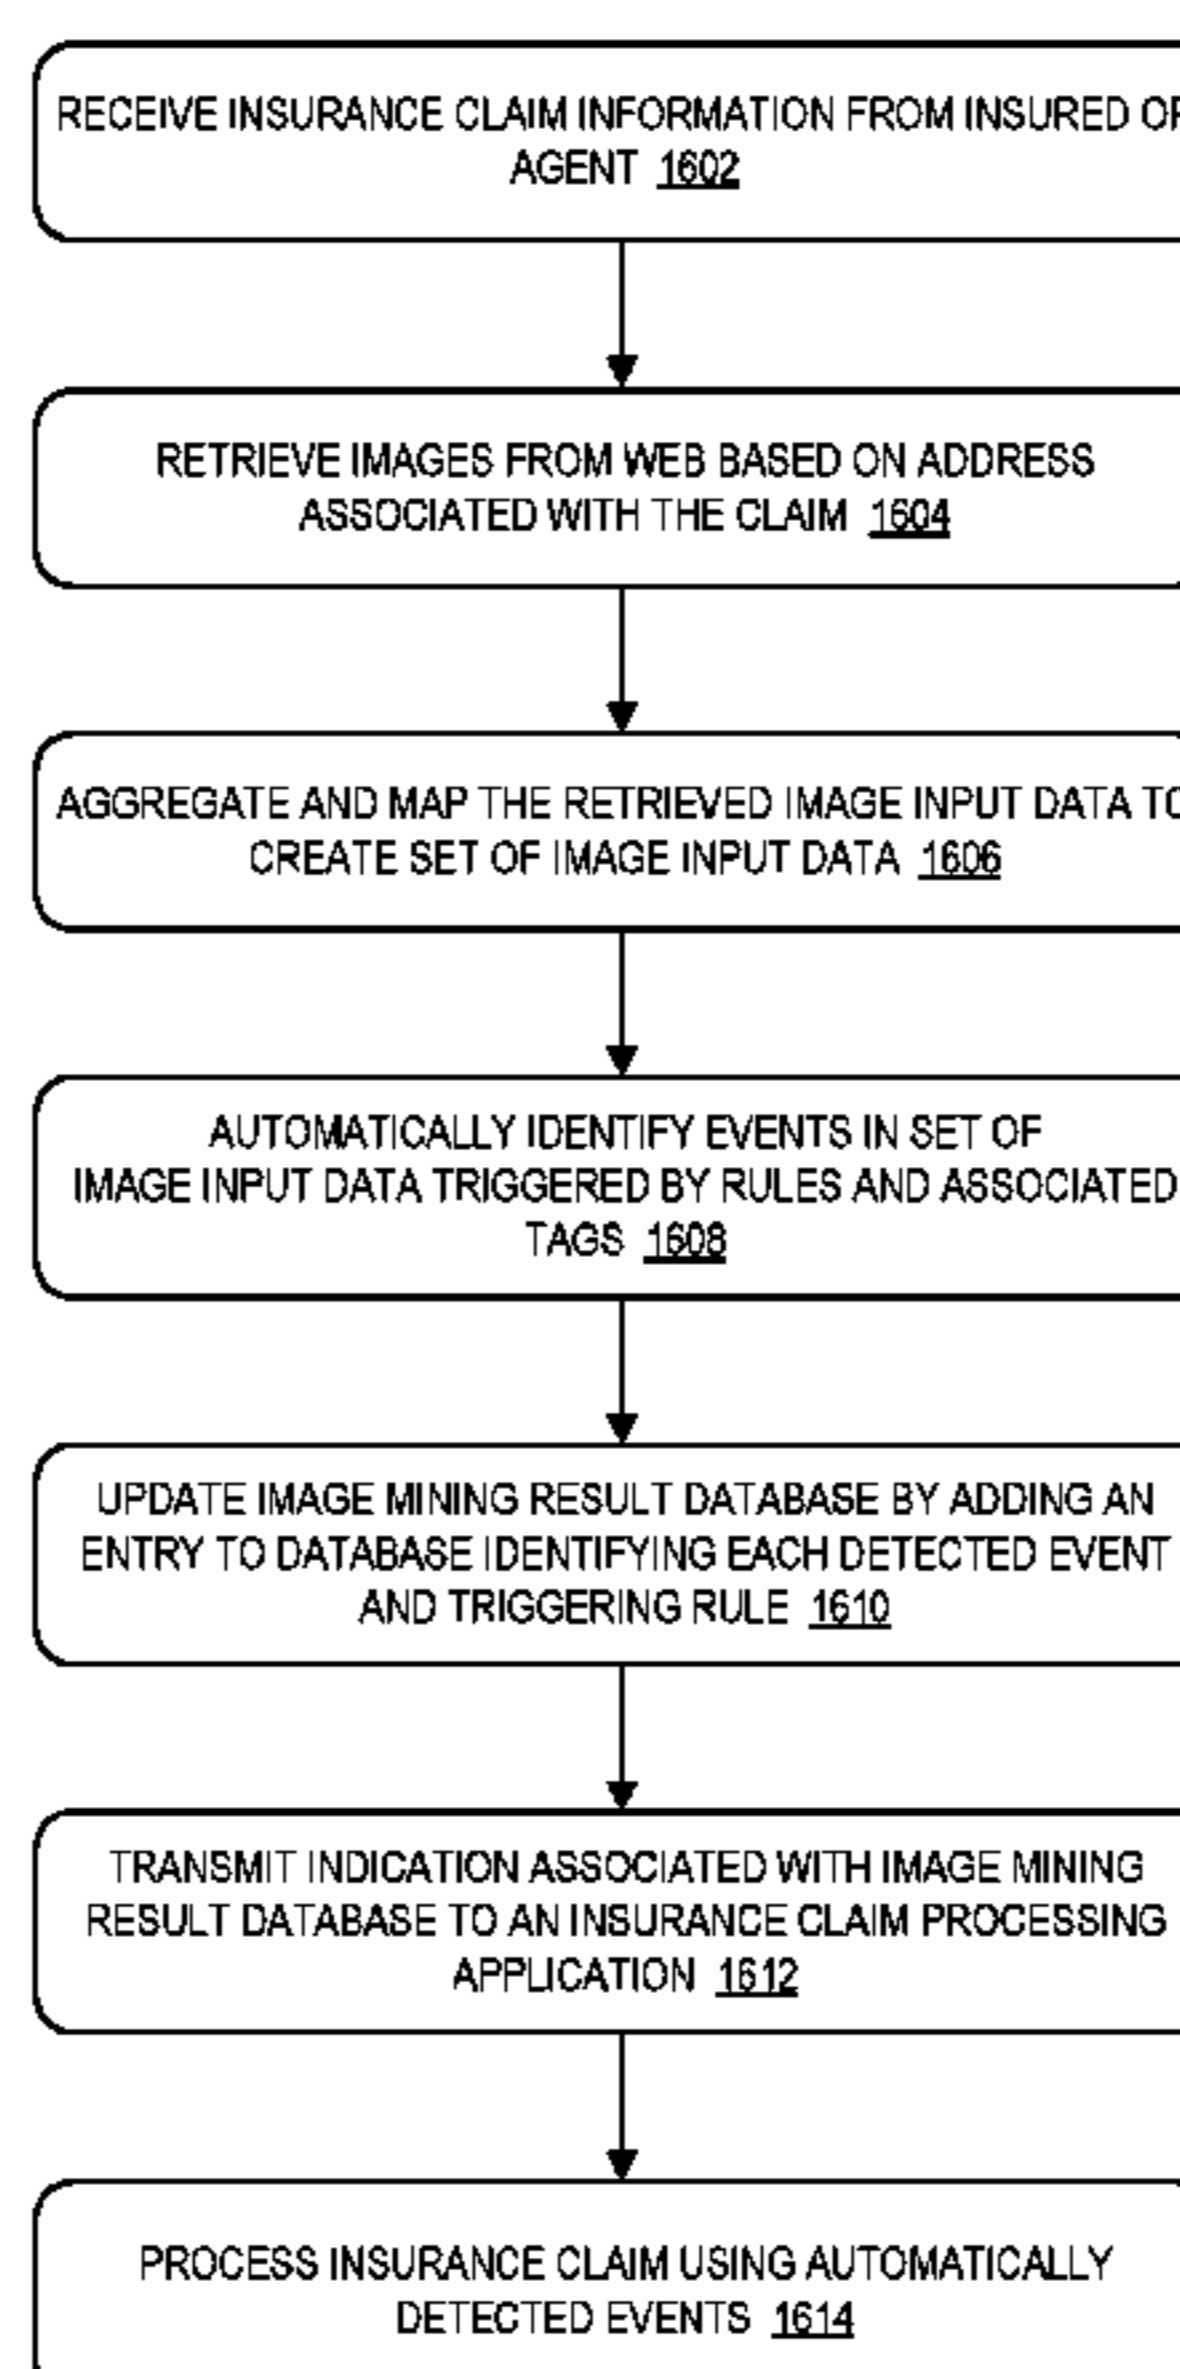 RECEIVE INSURANCE CLAIM INFORMATION FROM INSURED OR
AGENT 1602
RETRIEVE IMAGES FROM WEB BASED ON ADDRESS
ASSOCIATED WITH THE CLAIM 1604
AGGREGATE AND MAP THE RETRIEVED IMAGE INPUT DATA TO
CREATE SET OF IMAGE INPUT DATA 1606
AUTOMATICALLY IDENTIFY EVENTS IN SET OF
IMAGE INPUT DATA TRIGGERED BY RULES AND ASSOCIATED
TAGS 1608
UPDATE IMAGE MINING RESULT DATABASE BY ADDING AN
ENTRY TO DATABASE IDENTIFYING EACH DETECTED EVENT
AND TRIGGERING RULE 1610
TRANSMIT INDICATION ASSOCIATED WITH IMAGE MINING
RESULT DATABASE TO AN INSURANCE CLAIM PROCESSING
APPLICATION 1612
PROCESS INSURANCE CLAIM USING AUTOMATICALLY
DETECTED EVENTS 1614